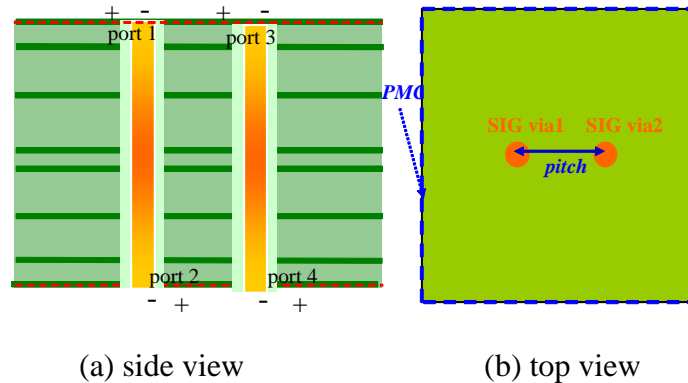 + - + -
port 1 port 3
PMC
SIG via1 SIG via2
pitch
port 2 port 4
- + - +
(a) side view (b) top view